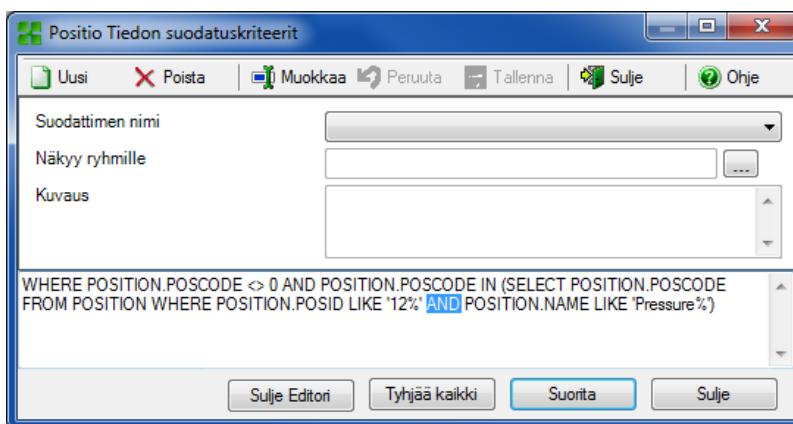 Positio Tiedon suodatuskriteerit
Uusi Poista Muokkaa Peruuta Tallenna Sulje Ohje
Suodattimen nimi
Näkyy ryhmille
...
Kuvaus
WHERE POSITION.POSCODE <> 0 AND POSITION.POSCODE IN (SELECT POSITION.POSCODE
FROM POSITION WHERE POSITION.POSID LIKE '12%' AND POSITION.NAME LIKE 'Pressure%')
Sulje Editori Tyhjää kaikki Suorita Sulje